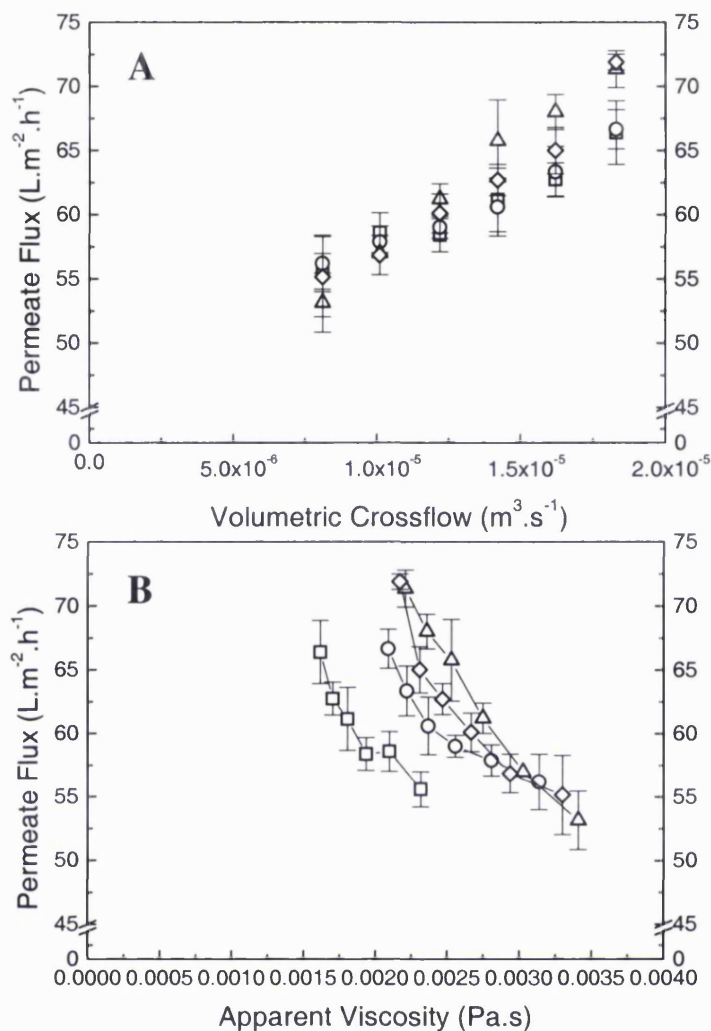 A
Permeate Flux (L.m⁻².h⁻¹)
75 75
70 70
65 65
60 60
55 55
50 50
45 45
0 0
0.0 5.0x10⁻⁶ 1.0x10⁻⁵ 1.5x10⁻⁵ 2.0x10⁻⁵
Volumetric Crossflow (m³.s⁻¹)
B
Permeate Flux (L.m⁻².h⁻¹)
75 75
70 70
65 65
60 60
55 55
50 50
45 45
0 0
0.0000 0.0005 0.0010 0.0015 0.0020 0.0025 0.0030 0.0035 0.0040
Apparent Viscosity (Pa.s)